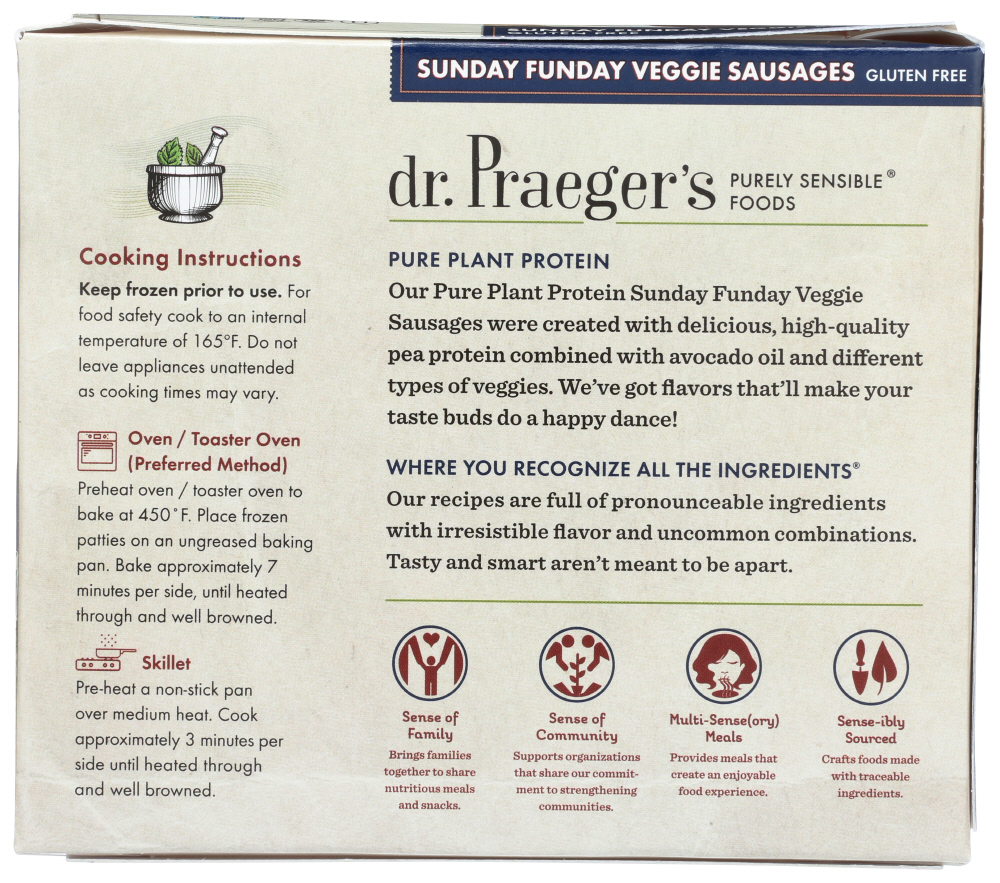 SUNDAY FUNDAY VEGGIE SAUSAGES GLUTEN FREE
dr. Praeger's PURELY SENSIBLE® FOODS
Cooking Instructions
Keep frozen prior to use. For
food safety cook to an internal
temperature of 165°F. Do not
leave appliances unattended
as cooking times may vary.
Oven / Toaster Oven
(Preferred Method)
Preheat oven / toaster oven to
bake at 450°F. Place frozen
patties on an ungreased baking
pan. Bake approximately 7
minutes per side, until heated
through and well browned.
Skillet
Pre-heat a non-stick pan
over medium heat. Cook
approximately 3 minutes per
side until heated through
and well browned.
PURE PLANT PROTEIN
Our Pure Plant Protein Sunday Funday Veggie
Sausages were created with delicious, high-quality
pea protein combined with avocado oil and different
types of veggies. We've got flavors that'll make your
taste buds do a happy dance!
WHERE YOU RECOGNIZE ALL THE INGREDIENTS®
Our recipes are full of pronounceable ingredients
with irresistible flavor and uncommon combinations.
Tasty and smart aren't meant to be apart.
Sense of
Family
Brings families
together to share
nutritious meals
and snacks.
Sense of
Community
Supports organizations
that share our commit-
ment to strengthening
communities.
Multi-Sense(ory)
Meals
Provides meals that
create an enjoyable
food experience.
Sense-ibly
Sourced
Crafts foods made
with traceable
ingredients.